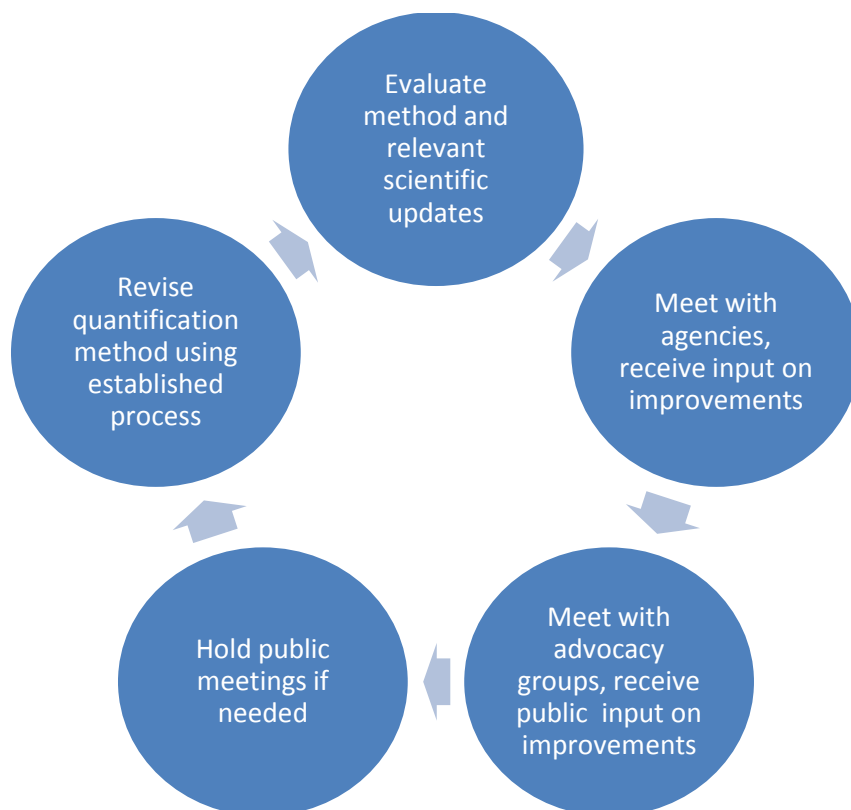 Evaluate
method and
relevant
scientific
updates
Meet with
agencies,
receive input on
improvements
Meet with
advocacy
groups, receive
public  input on
improvements
Hold public
meetings if
needed
Revise
quantification
method using
established
process